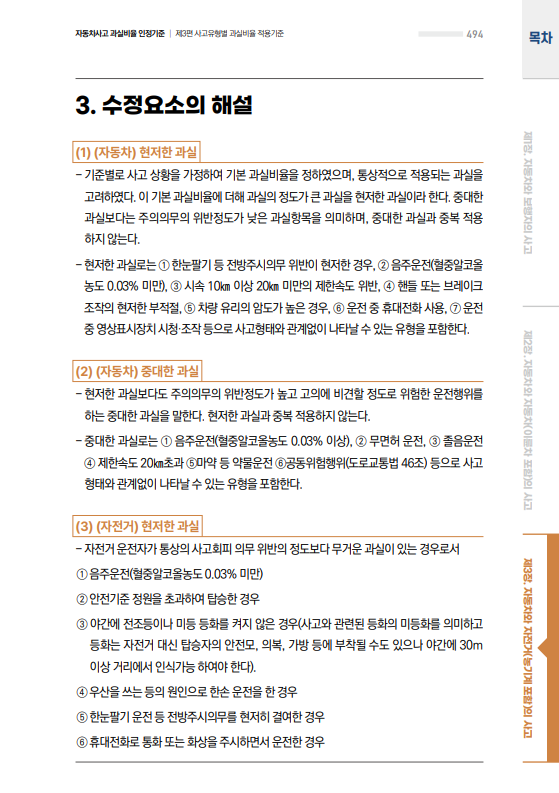 자동차사고 과실비율 인정기준 | 제3편 사고유형별 과실비율 적용기준
494
목차
3. 수정요소의 해설
(1) (자동차) 현저한 과실
– 기준별로 사고 상황을 가정하여 기본 과실비율을 정하였으며, 통상적으로 적용되는 과실을
고려하였다. 이 기본 과실비율에 더해 과실의 정도가 큰 과실을 현저한 과실이라 한다. 중대한
과실보다는 주의의무의 위반정도가 낮은 과실항목을 의미하며, 중대한 과실과 중복 적용
하지 않는다.
– 현저한 과실로는 ① 한눈팔기 등 전방주시의무 위반이 현저한 경우, ② 음주운전(혈중알코올
농도 0.03% 미만), ③ 시속 10㎞ 이상 20㎞ 미만의 제한속도 위반, ④ 핸들 또는 브레이크
조작의 현저한 부적절, ⑤ 차량 유리의 암도가 높은 경우, ⑥ 운전 중 휴대전화 사용, ⑦ 운전
중 영상표시장치 시청·조작 등으로 사고형태와 관계없이 나타날 수 있는 유형을 포함한다.
(2) (자동차) 중대한 과실
– 현저한 과실보다도 주의의무의 위반정도가 높고 고의에 비견할 정도로 위험한 운전행위를
하는 중대한 과실을 말한다. 현저한 과실과 중복 적용하지 않는다.
– 중대한 과실로는 ① 음주운전(혈중알코올농도 0.03% 이상), ② 무면허 운전, ③ 졸음운전
④ 제한속도 20㎞초과 ⑤마약 등 약물운전 ⑥공동위험행위(도로교통법 46조) 등으로 사고
형태와 관계없이 나타날 수 있는 유형을 포함한다.
(3) (자전거) 현저한 과실
– 자전거 운전자가 통상의 사고회피 의무 위반의 정도보다 무거운 과실이 있는 경우로서
① 음주운전(혈중알코올농도 0.03% 미만)
② 안전기준 정원을 초과하여 탑승한 경우
③ 야간에 전조등이나 미등 등화를 켜지 않은 경우(사고와 관련된 등화의 미등화를 의미하고
등화는 자전거 대신 탑승자의 안전모, 의복, 가방 등에 부착될 수도 있으나 야간에 30m
이상 거리에서 인식가능 하여야 한다).
④ 우산을 쓰는 등의 원인으로 한손 운전을 한 경우
⑤ 한눈팔기 운전 등 전방주시의무를 현저히 결여한 경우
⑥ 휴대전화로 통화 또는 화상을 주시하면서 운전한 경우
제1장. 자동차와 보행자의 사고
제2장. 자동차와 자동차(이륜차 포함)의 사고
제3장. 자동차와 자전거(농기계 포함)의 사고